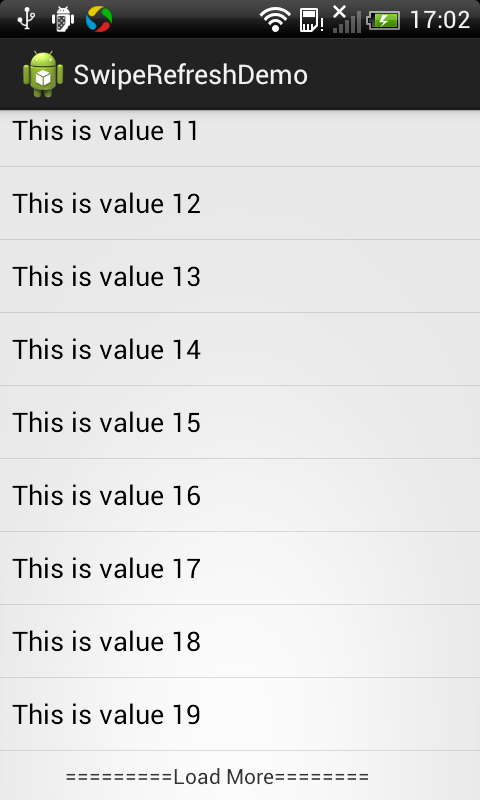 17:02
SwipeRefreshDemo
This is value 11
This is value 12
This is value 13
This is value 14
This is value 15
This is value 16
This is value 17
This is value 18
This is value 19
=========Load More========